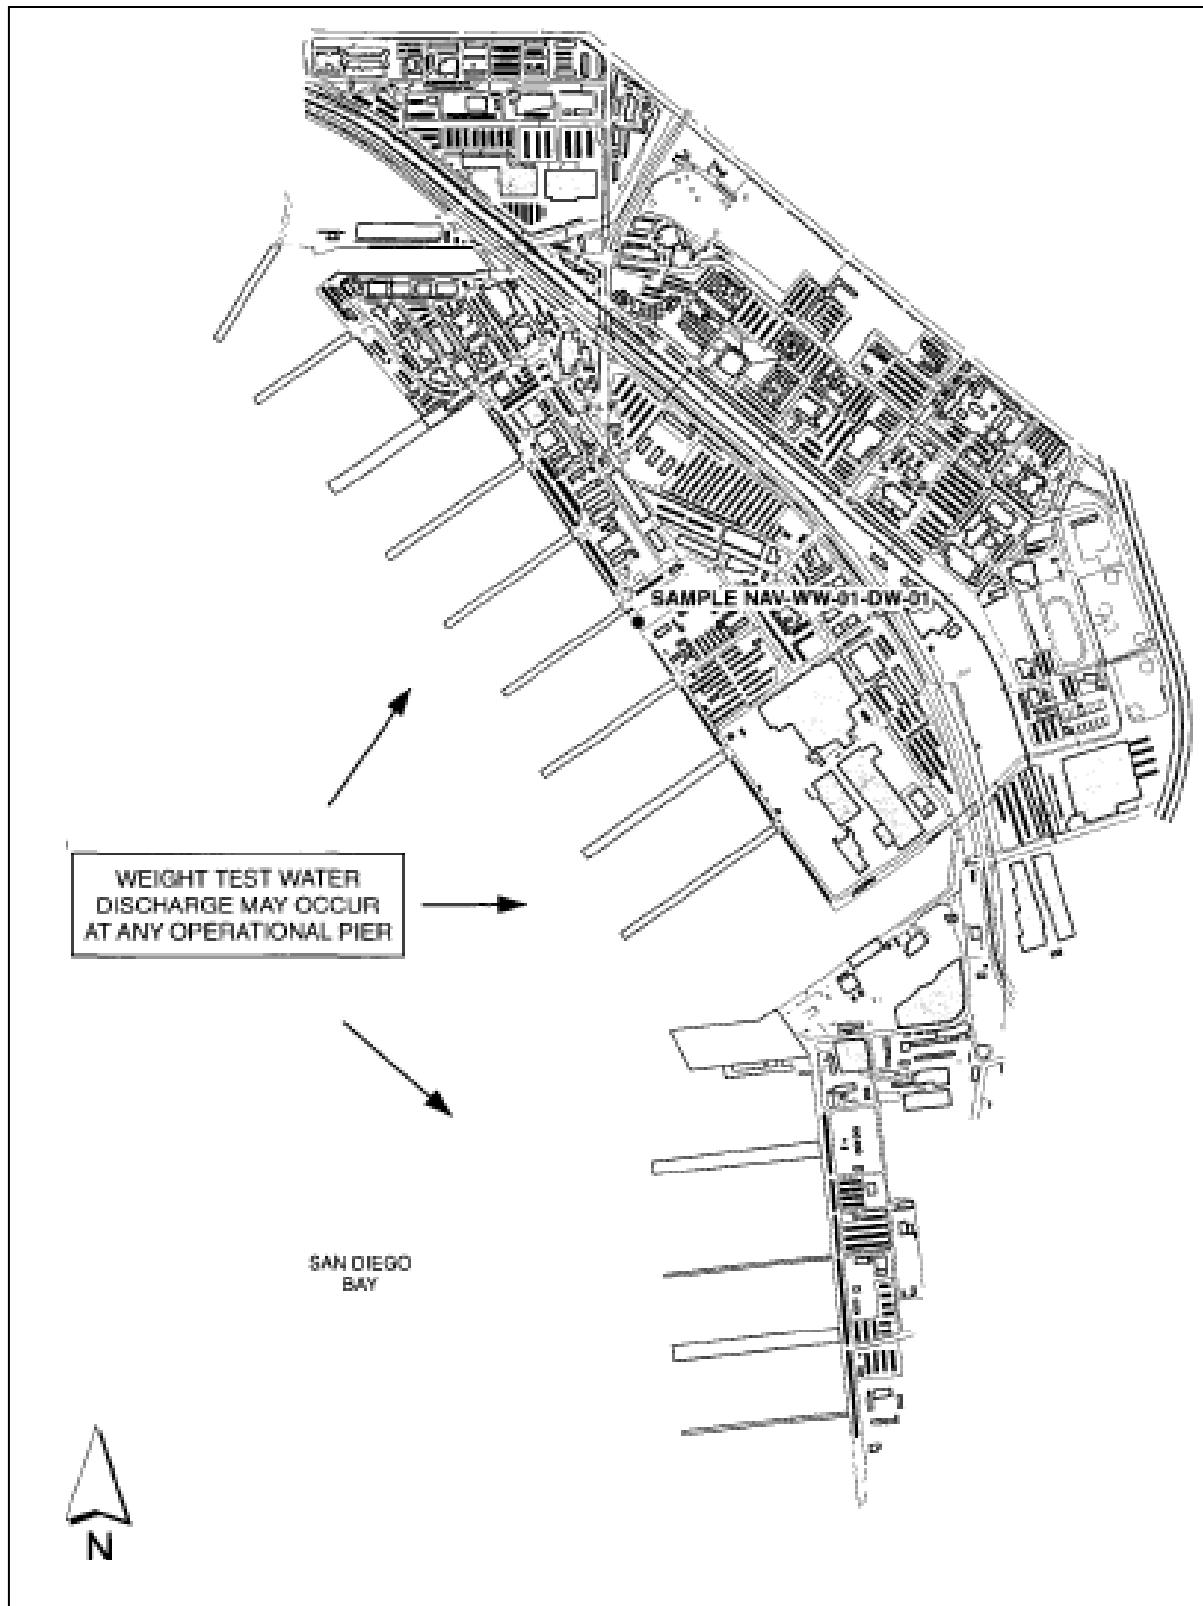 SAMPLE NAV-WW-01-DW-01
WEIGHT TEST WATER
DISCHARGE MAY OCCUR
AT ANY OPERATIONAL PIER
SAN DIEGO
BAY
N